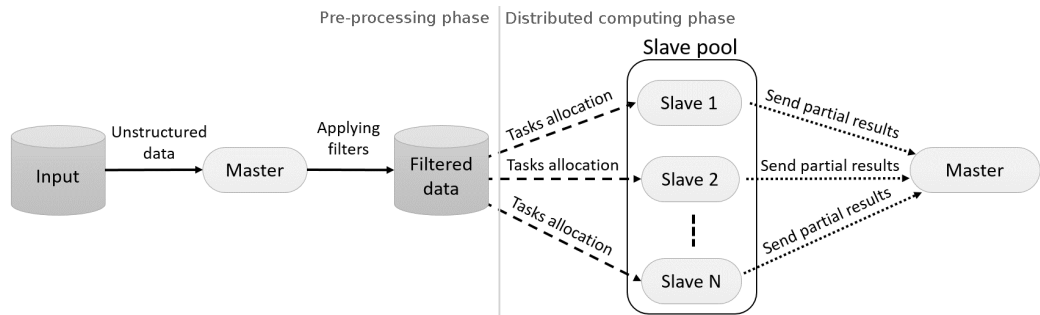 Pre-processing phase
Distributed computing phase
Slave pool
Input
Unstructured
data
Master
Applying
filters
Filtered
data
Tasks allocation
Tasks allocation
Tasks allocation
Slave 1
Slave 2
Slave N
Send partial results
Send partial results
Send partial results
Master